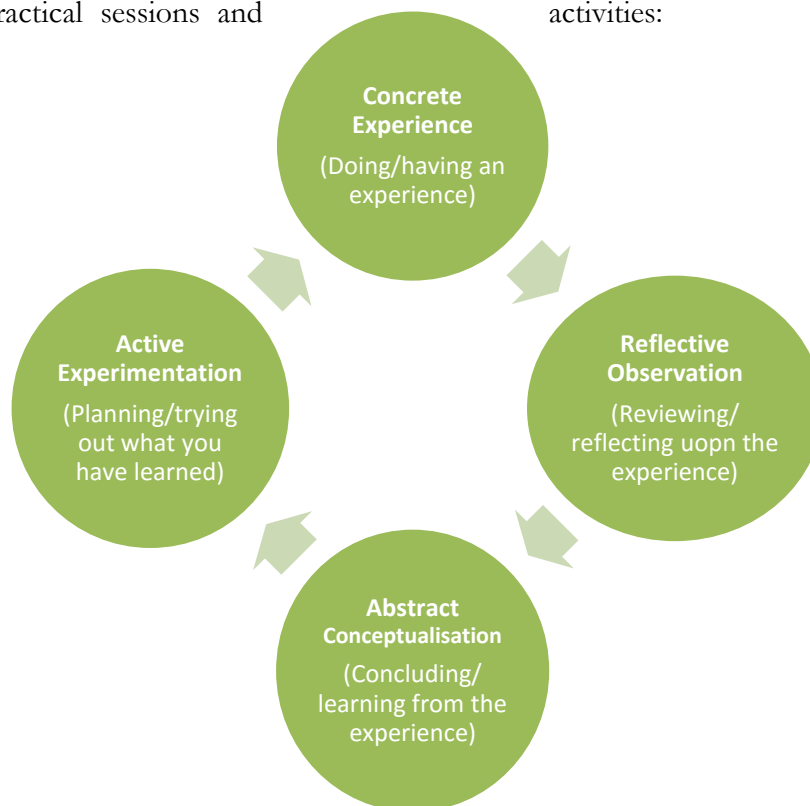 ractical sessions and activities:
Concrete
Experience
(Doing/having an
experience)
Reflective
Observation
(Reviewing/
reflecting uopn the
experience)
Abstract
Conceptualisation
(Concluding/
learning from the
experience)
Active
Experimentation
(Planning/trying
out what you
have learned)